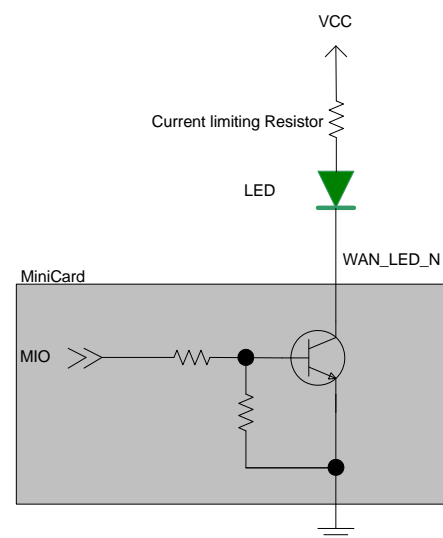 VCC
Current limiting Resistor
LED
WAN_LED_N
MiniCard
MIO